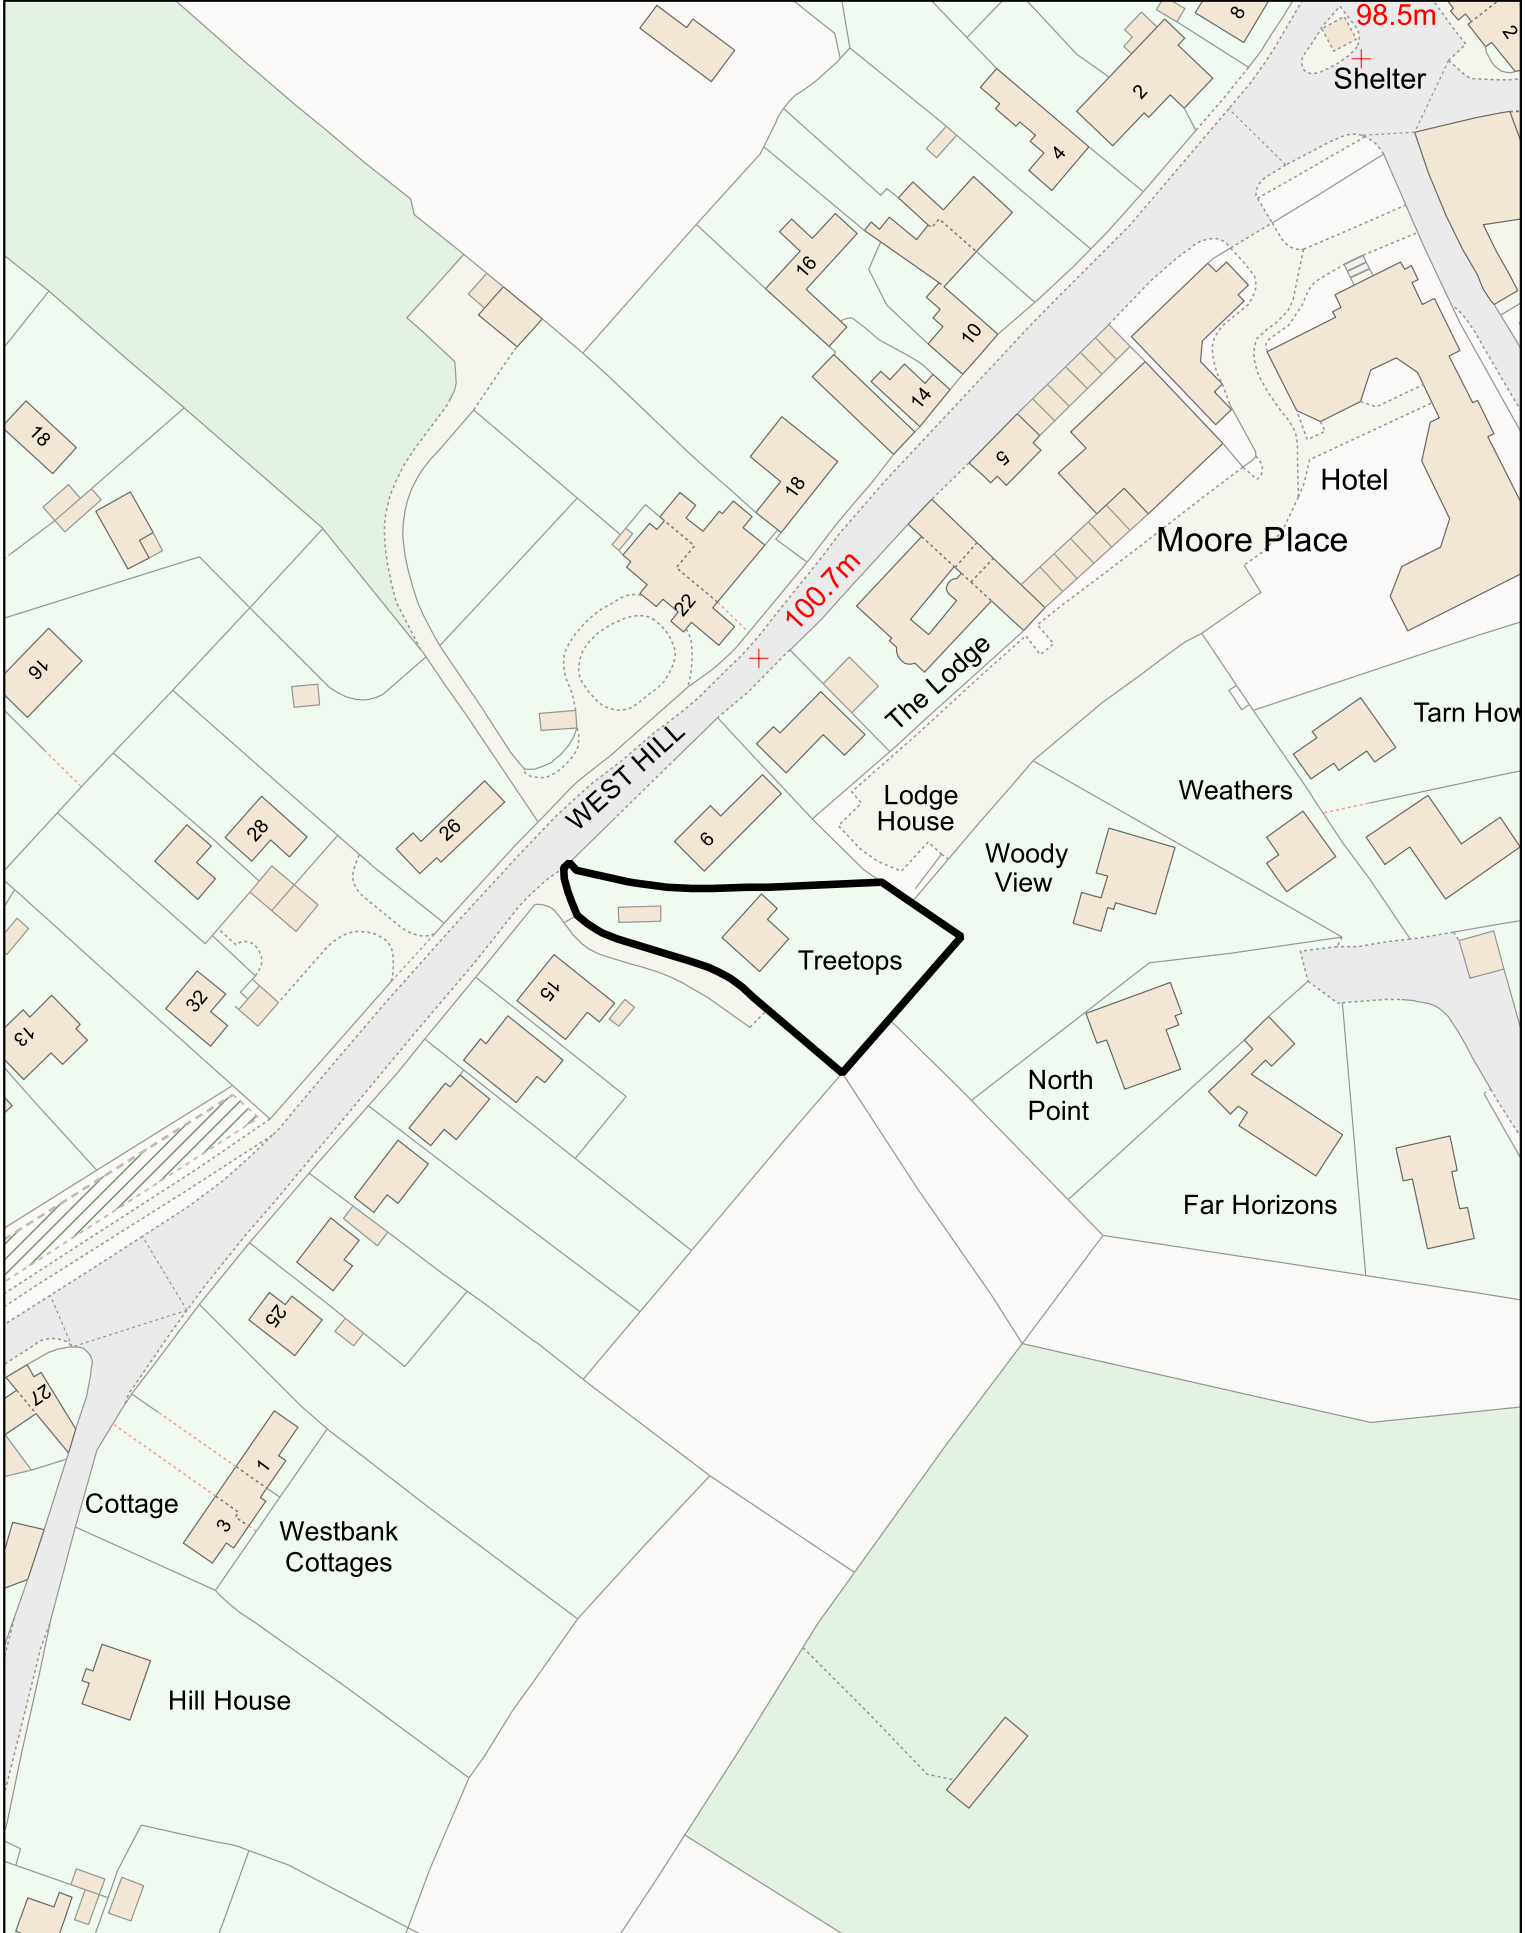 98.5m
8
2
Shelter
2
4
16
10
14
18
5
18
Hotel
Moore Place
100.7m
22
16
The Lodge
Tarn How
WEST HILL
Weathers
Lodge
House
28
26
6
Woody
View
Treetops
32
15
13
North
Point
Far Horizons
25
27
1
Cottage
3
Westbank
Cottages
Hill House